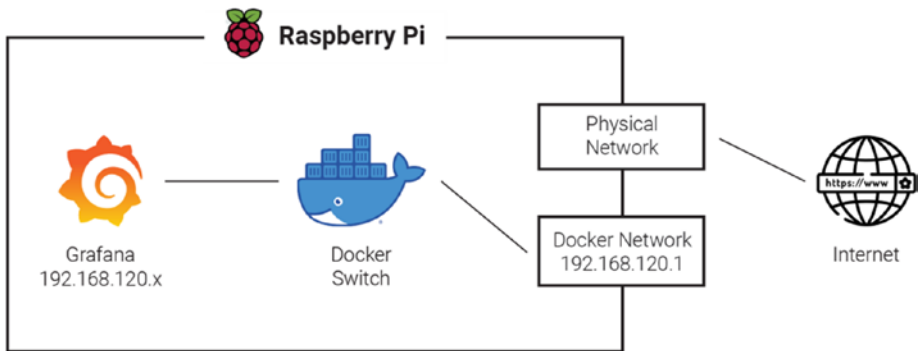 Raspberry Pi
Physical
Network
https://www
Grafana
192.168.120.x
Docker
Switch
Docker Network
192.168.120.1
Internet